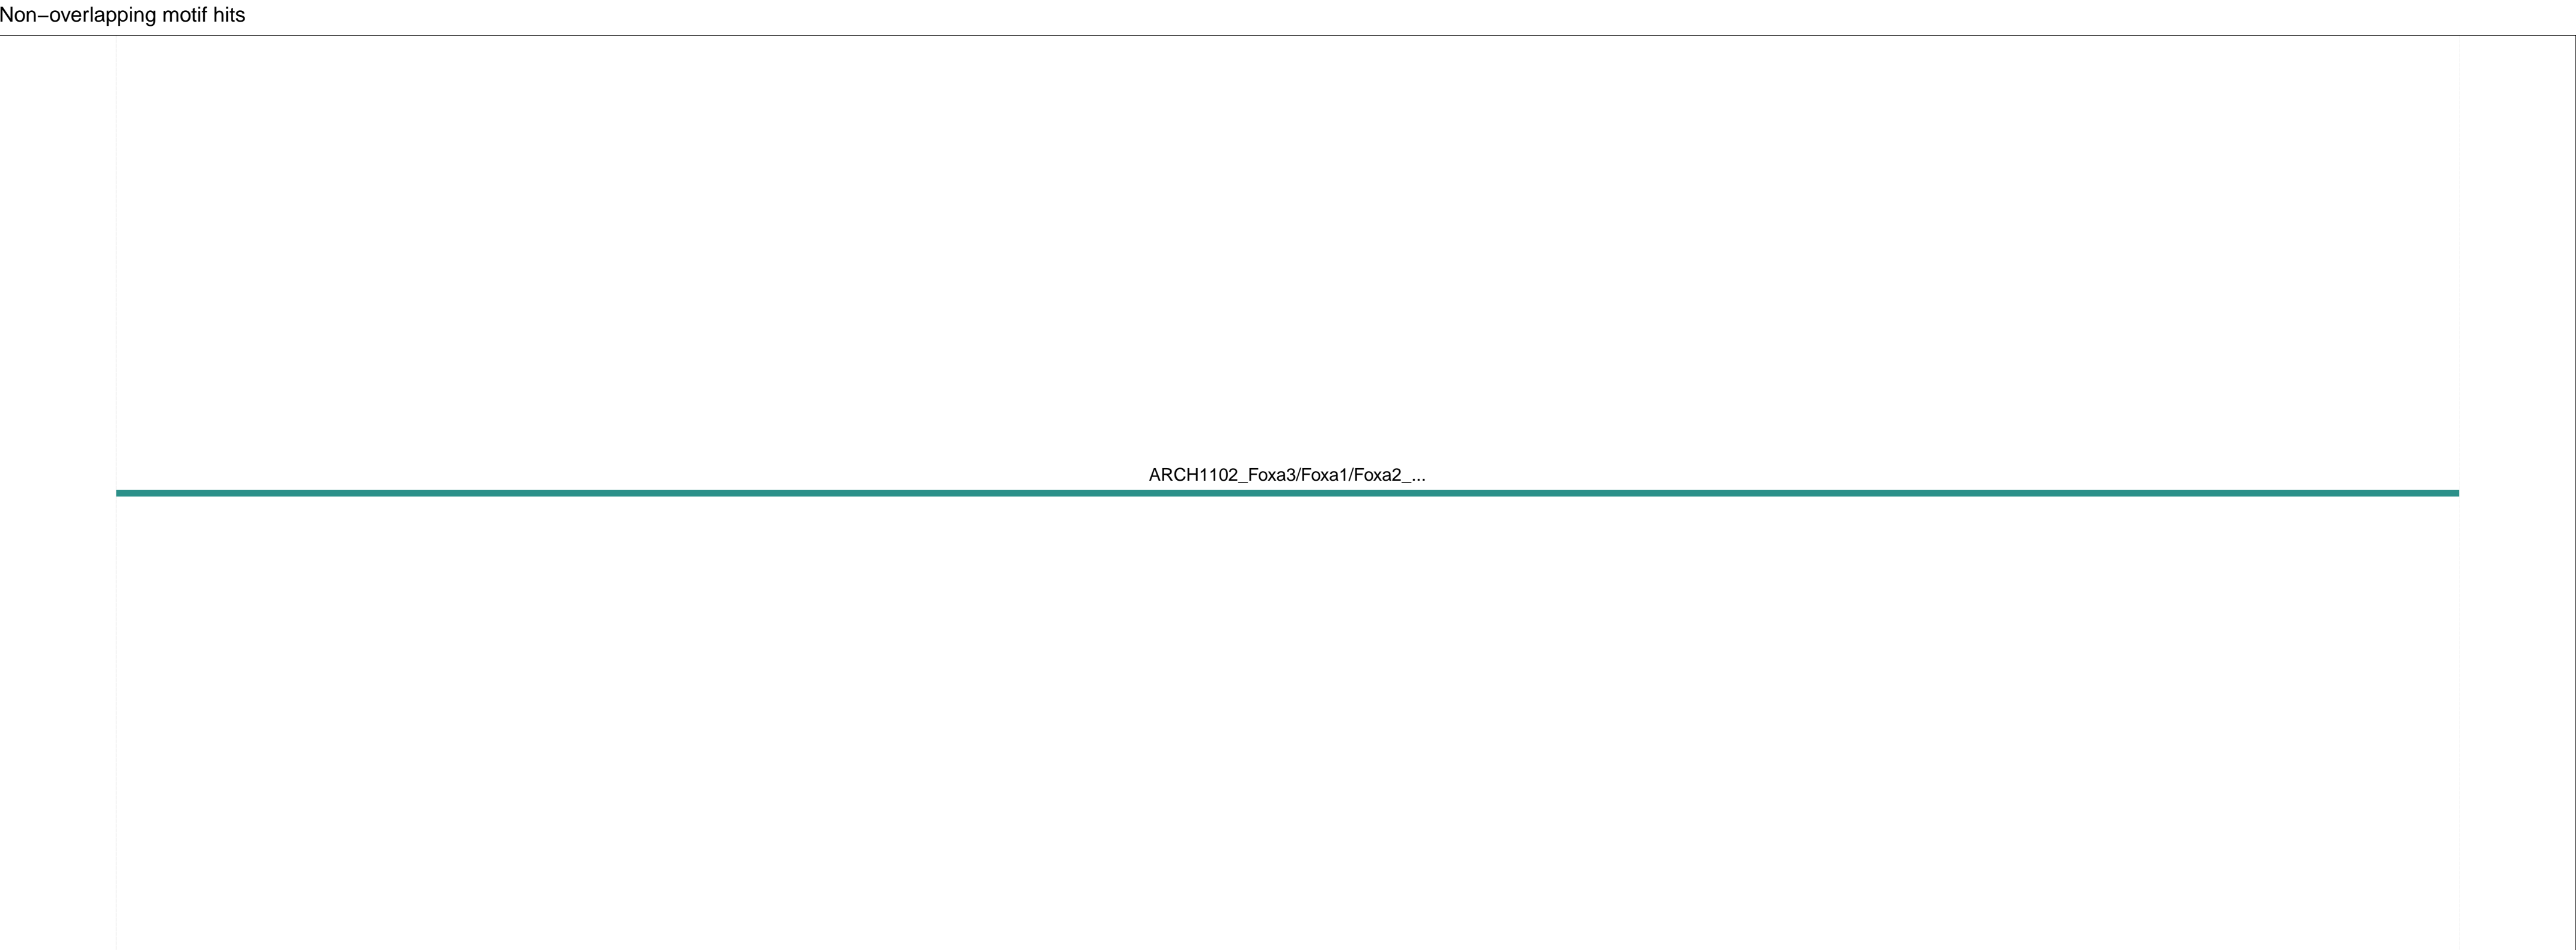 Non−overlapping motif hits
ARCH1102_Foxa3/Foxa1/Foxa2_...